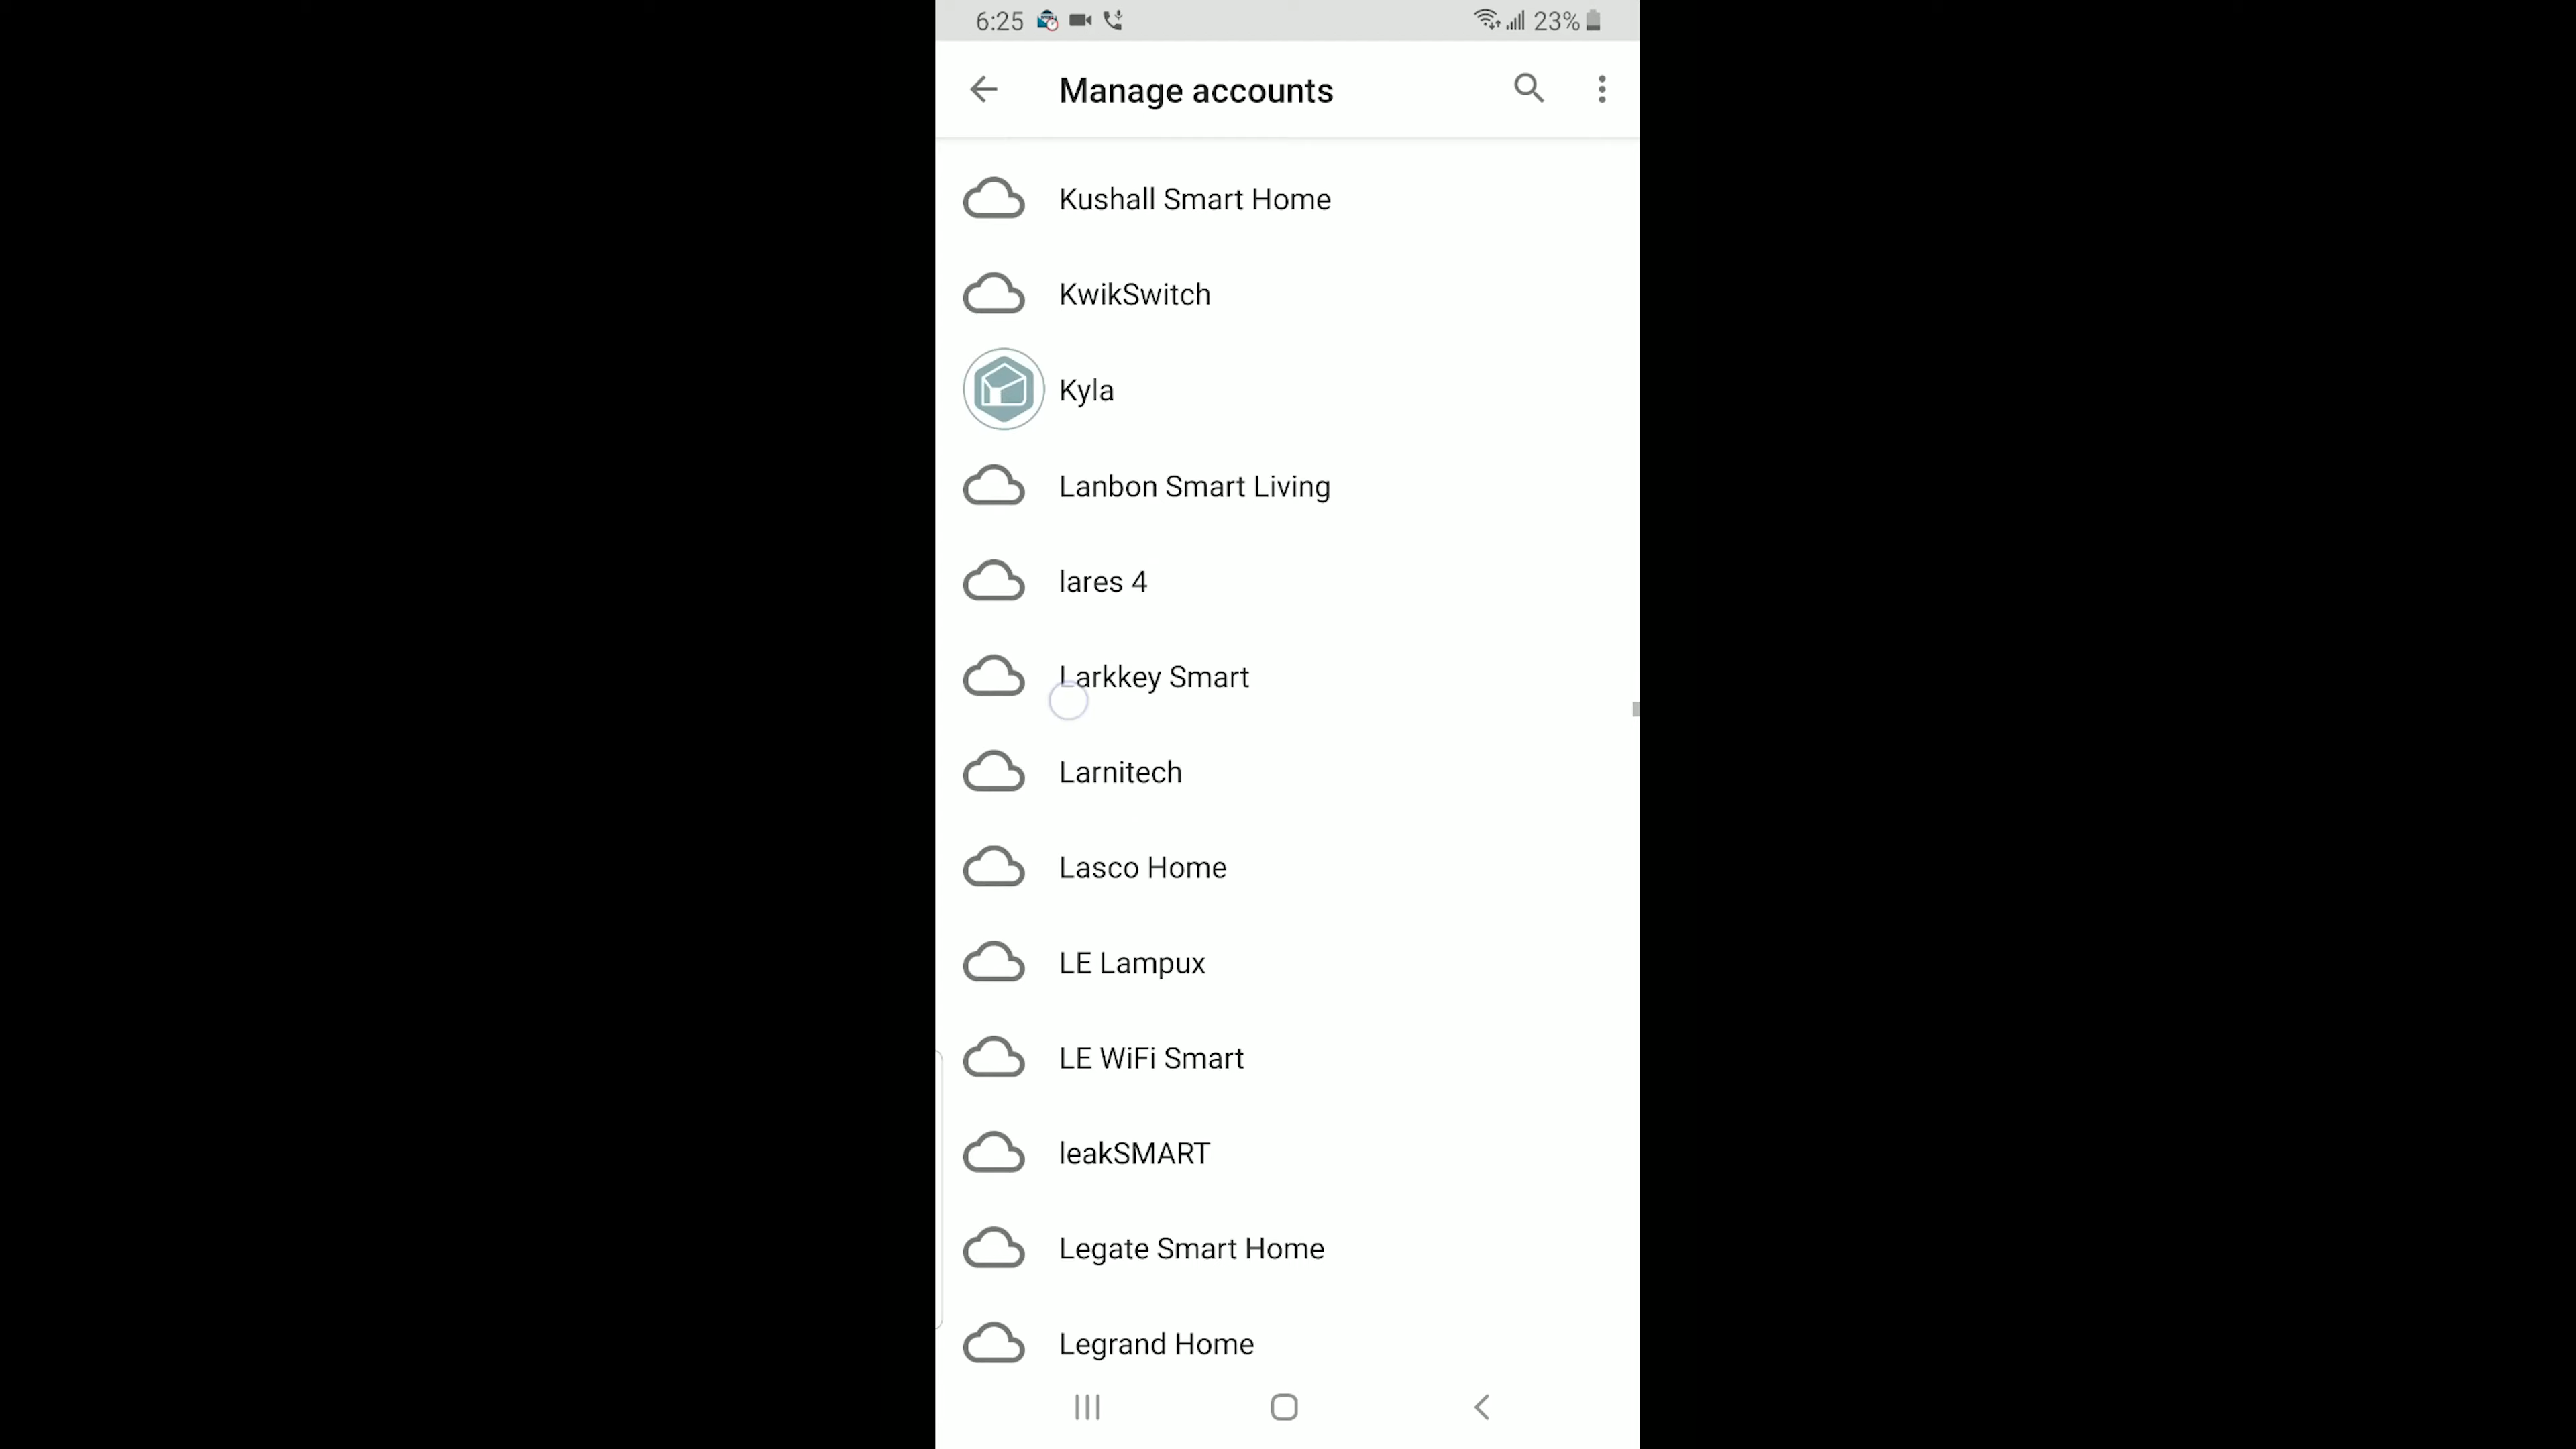 6:25 23%
Manage accounts
Kushall Smart Home
KwikSwitch
Kyla
Lanbon Smart Living
lares 4
Larkkey Smart
Larnitech
Lasco Home
LE Lampux
LE WiFi Smart
leakSMART
Legate Smart Home
Legrand Home